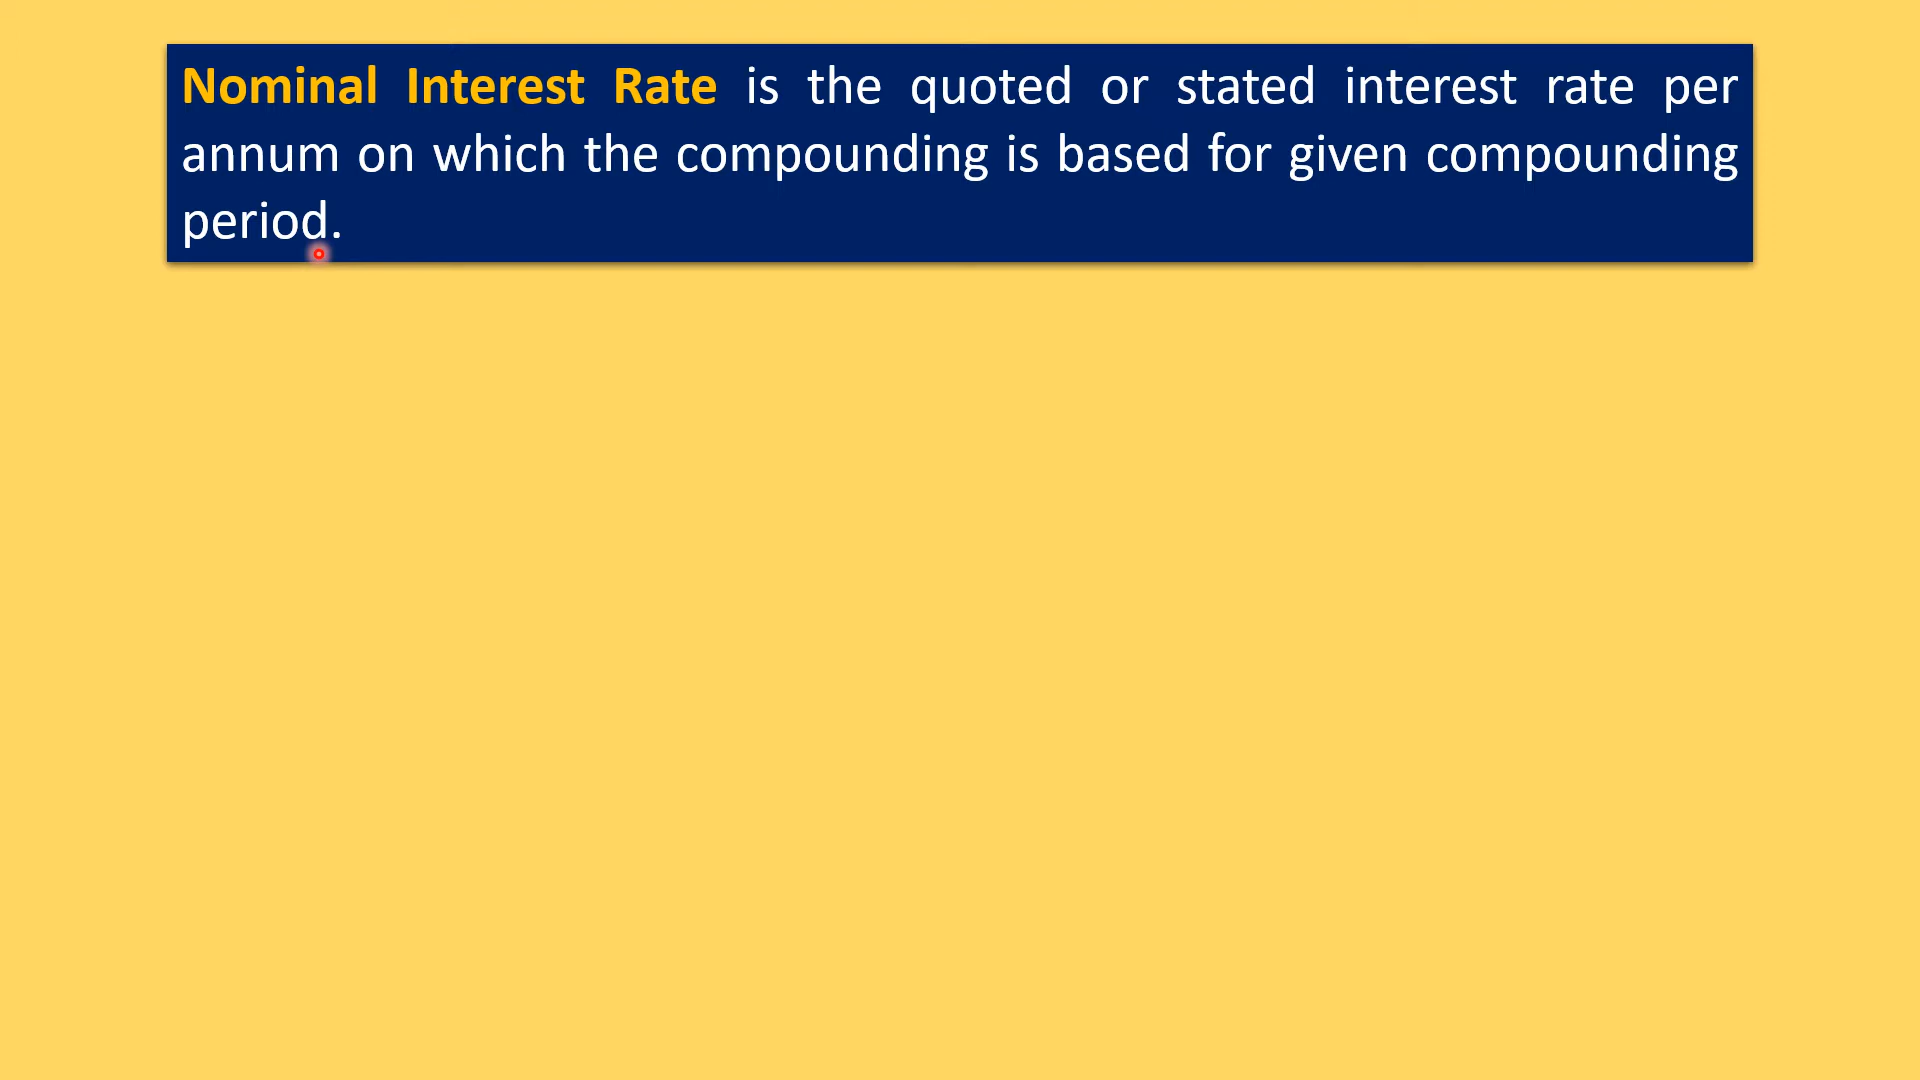 Nominal Interest Rate is the quoted or stated interest rate per
annum on which the compounding is based for given compounding
period.